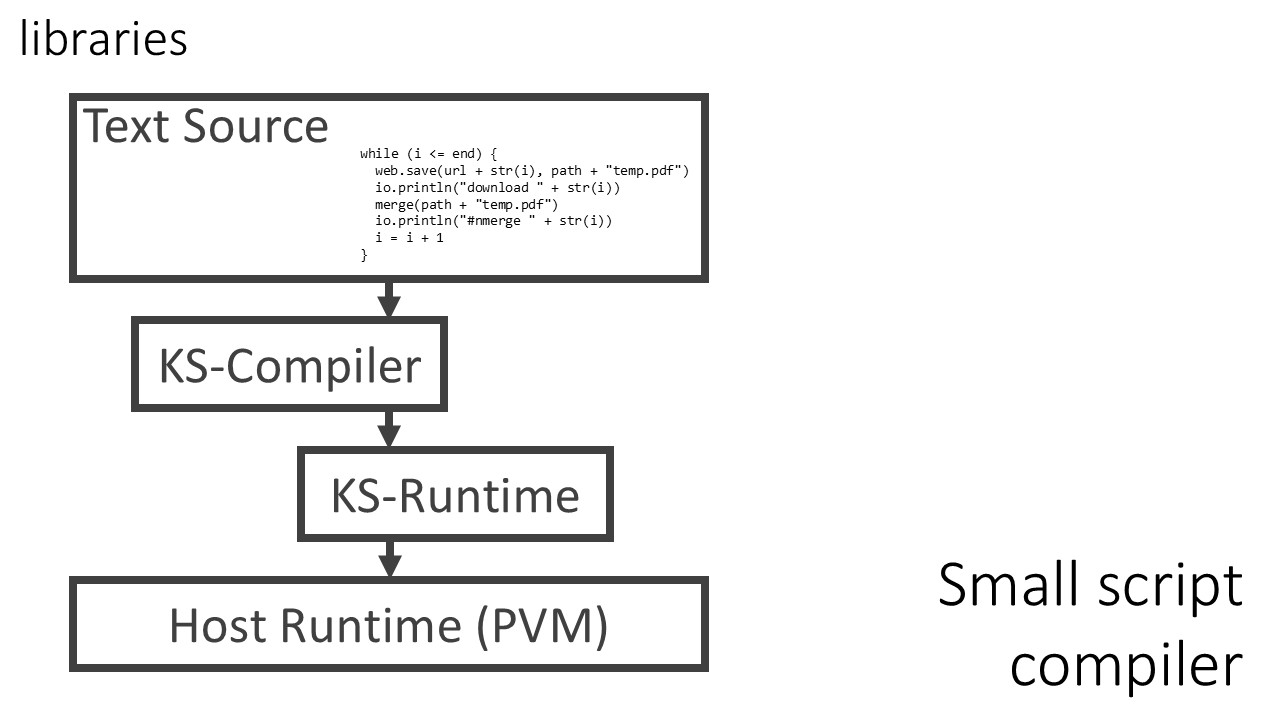 libraries
Text Source
while (i <= end) {
  web.save(url + str(i), path + "temp.pdf")
  io.println("download " + str(i))
  merge(path + "temp.pdf")
  io.println("#nmerge " + str(i))
  i = i + 1
}
KS-Compiler
KS-Runtime
Host Runtime (PVM)
Small script
compiler